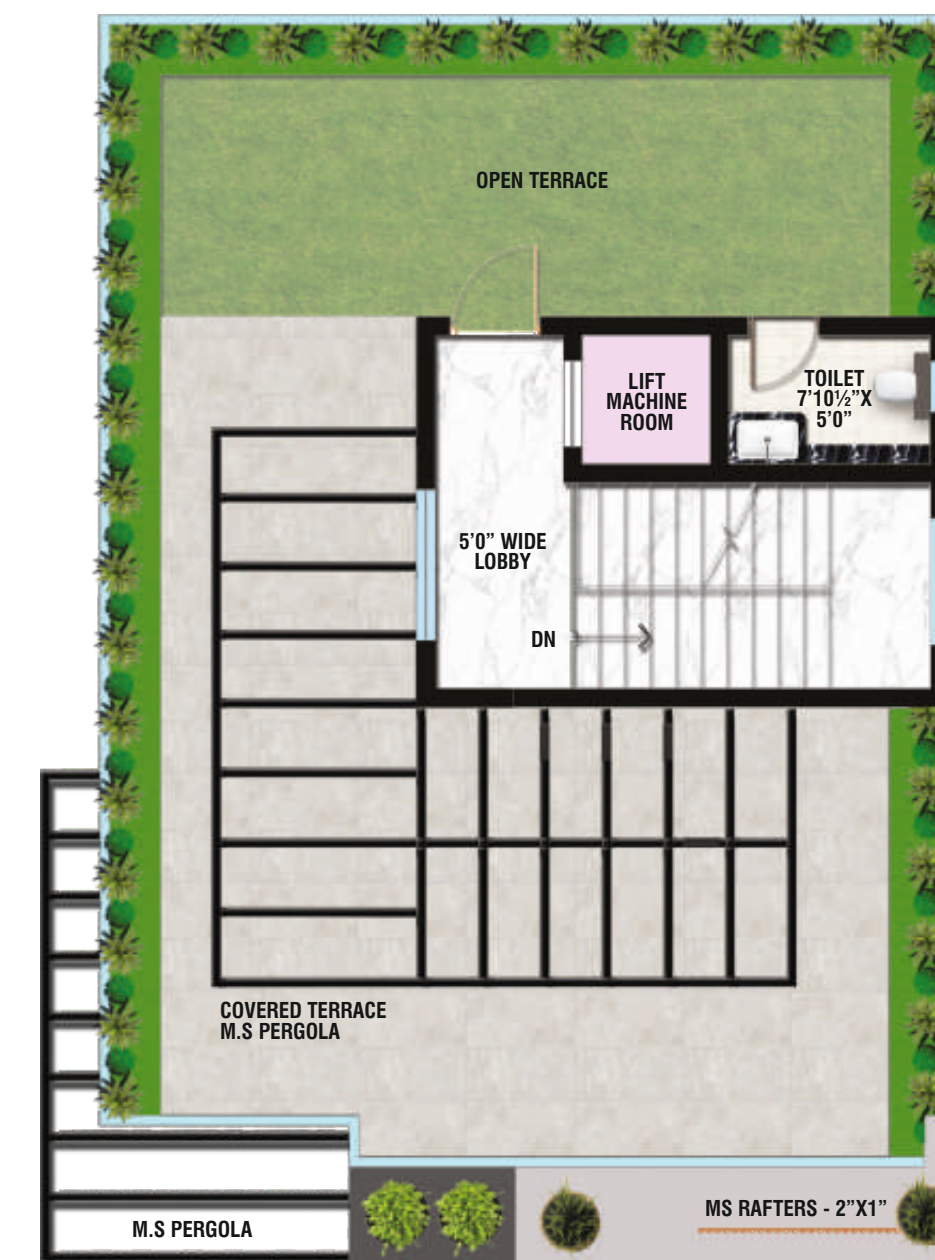 OPEN TERRACE
LIFT
MACHINE
ROOM
TOILET
7’10½”X
5’0”
5’0” WIDE
LOBBY
DN
COVERED TERRACE
M.S PERGOLA
MS RAFTERS - 2”X1”
M.S PERGOLA